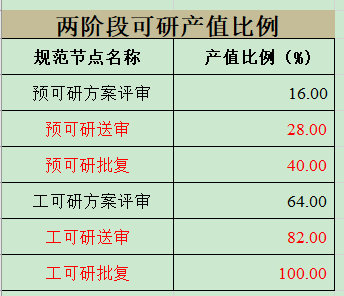 两阶段可研产值比例
规范节点名称 产值比例（%）
预可研方案评审 16.00
预可研送审 28.00
预可研批复 40.00
工可研方案评审 64.00
工可研送审 82.00
工可研批复 100.00